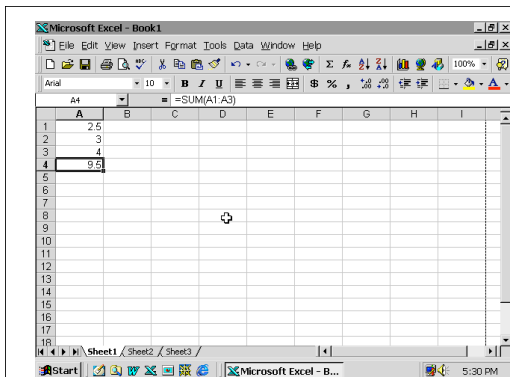 Microsoft Excel - Book1
File Edit View Insert Format Tools Data Window Help
100%
Arial 10 B I U $ % ,
A4 = =SUM(A1:A3)
A B C D E F G H I
1 2.5
2 3
3 4
4 9.5
5
6
7
8
9
10
11
12
13
14
15
16
17
18
Sheet1 Sheet2 Sheet3
Start Microsoft Excel - B... 5:30 PM